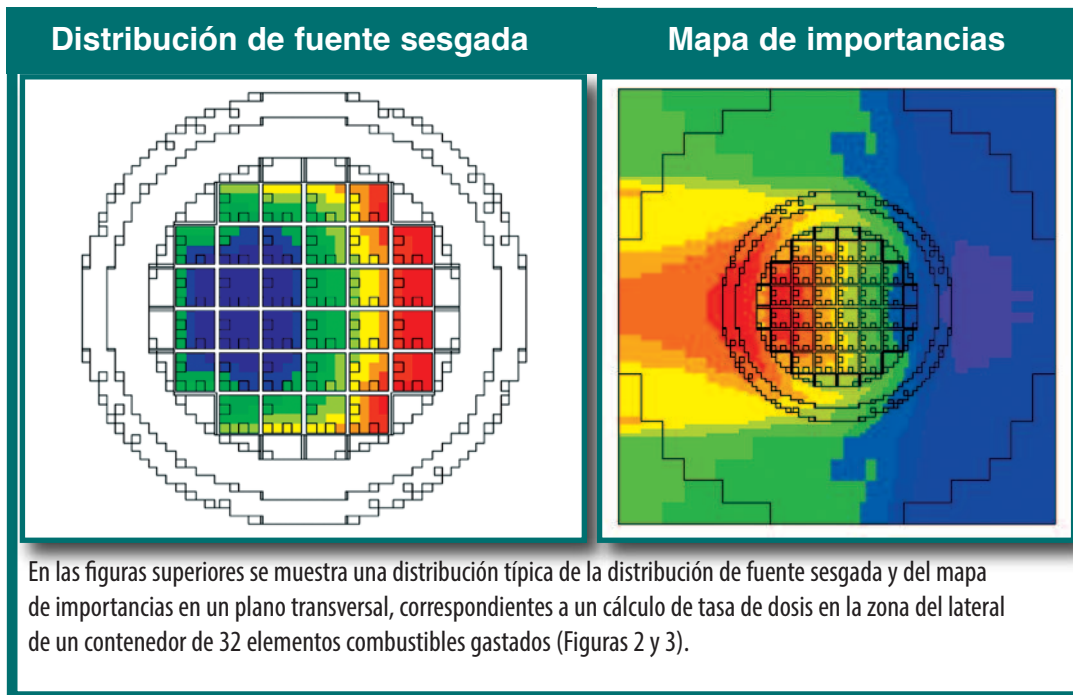 Distribución de fuente sesgada
Mapa de importancias
En las figuras superiores se muestra una distribución típica de la distribución de fuente sesgada y del mapa
de importancias en un plano transversal, correspondientes a un cálculo de tasa de dosis en la zona del lateral
de un contenedor de 32 elementos combustibles gastados (Figuras 2 y 3).